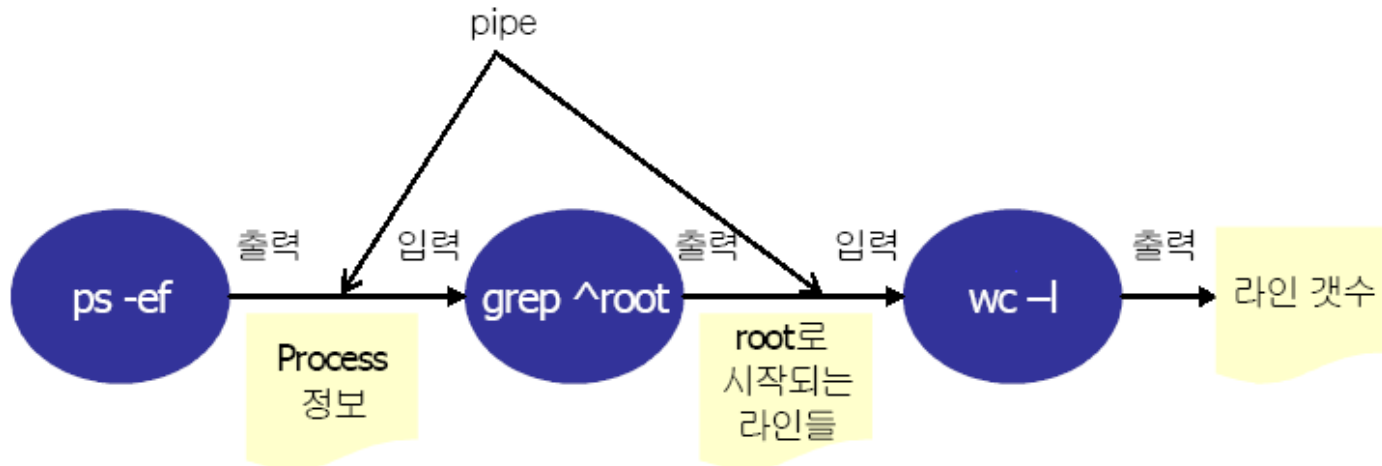 pipe
ps -ef
출력
입력
grep ^root
출력
입력
wc –l
출력
라인 갯수
Process
정보
root로
시작되는
라인들